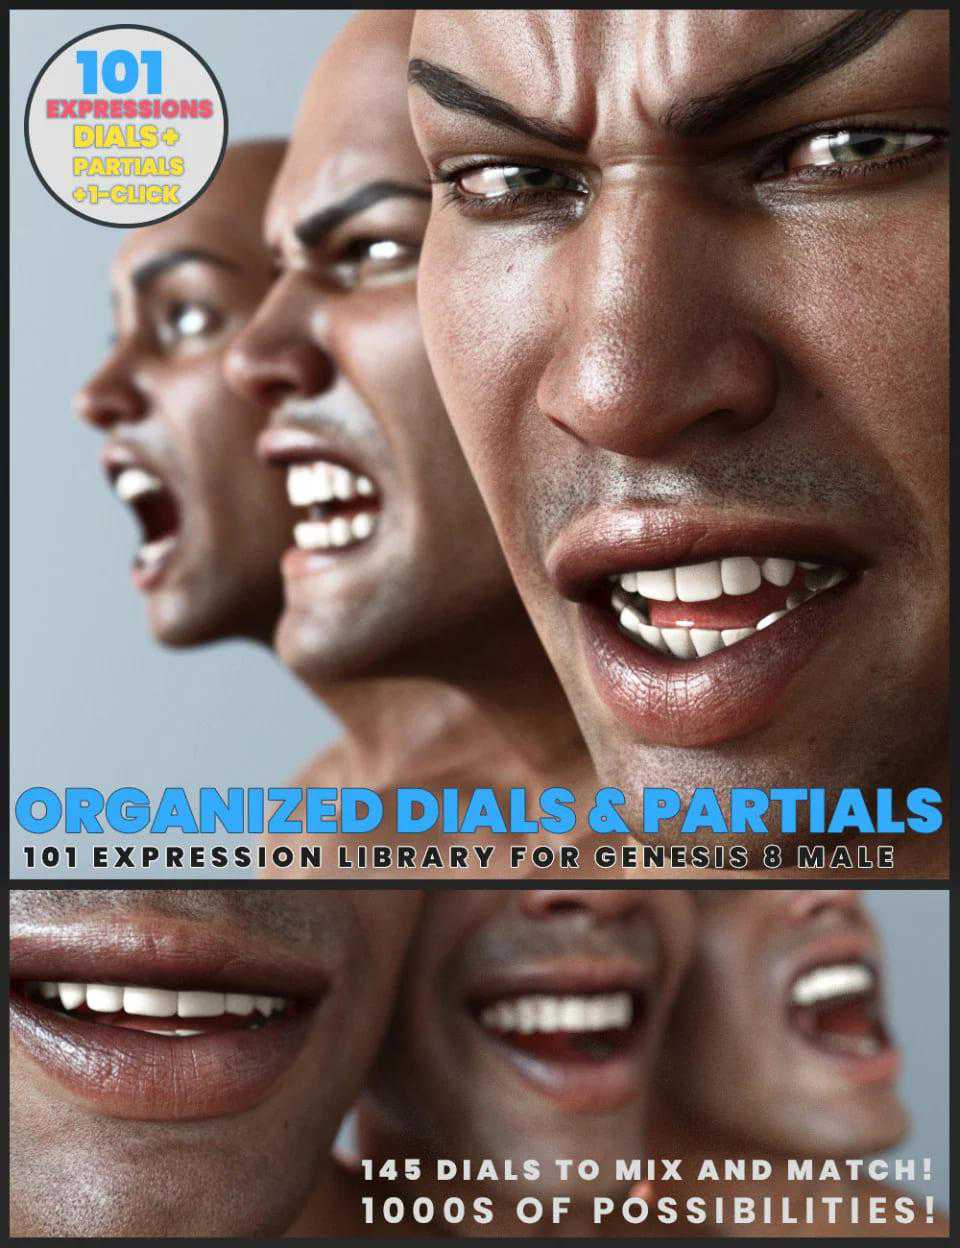 101
EXPRESSIONS
DIALS+
PARTIALS
+1-CLICK
ORGANIZED DIALS & PARTIALS
101 EXPRESSION LIBRARY FOR GENESIS 8 MALE
145 DIALS TO MIX AND MATCH!
1000S OF POSSIBILITIES!